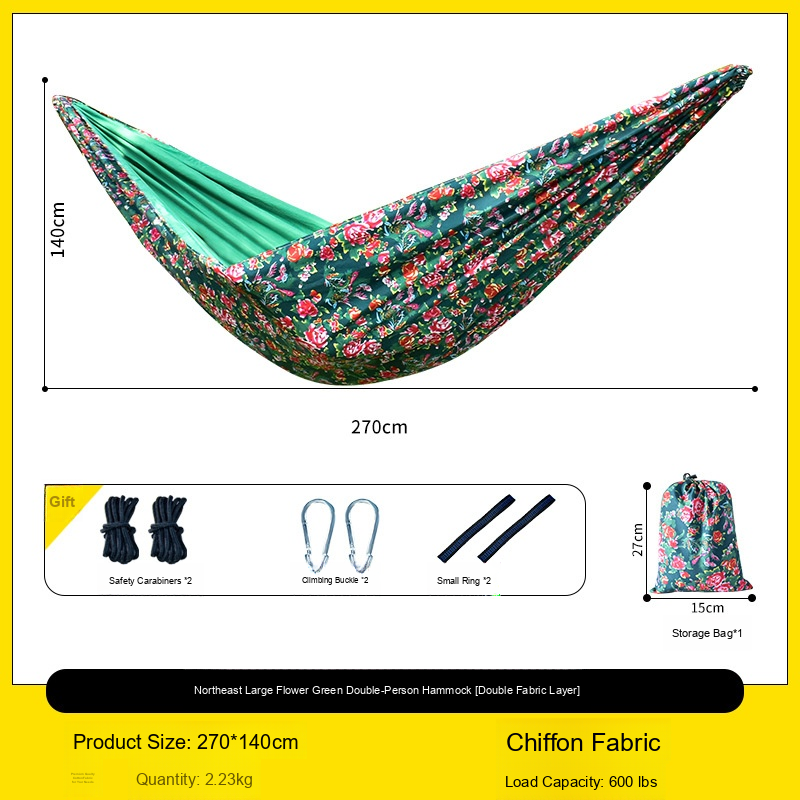 140cm
270cm
Gift
Safety Carabiners *2
Climbing Buckle *2
Small Ring *2
27cm
15cm
Storage Bag*1
Northeast Large Flower Green Double-Person Hammock [Double Fabric Layer]
Product Size: 270*140cm
Chiffon Fabric
Quantity: 2.23kg
Load Capacity: 600 lbs